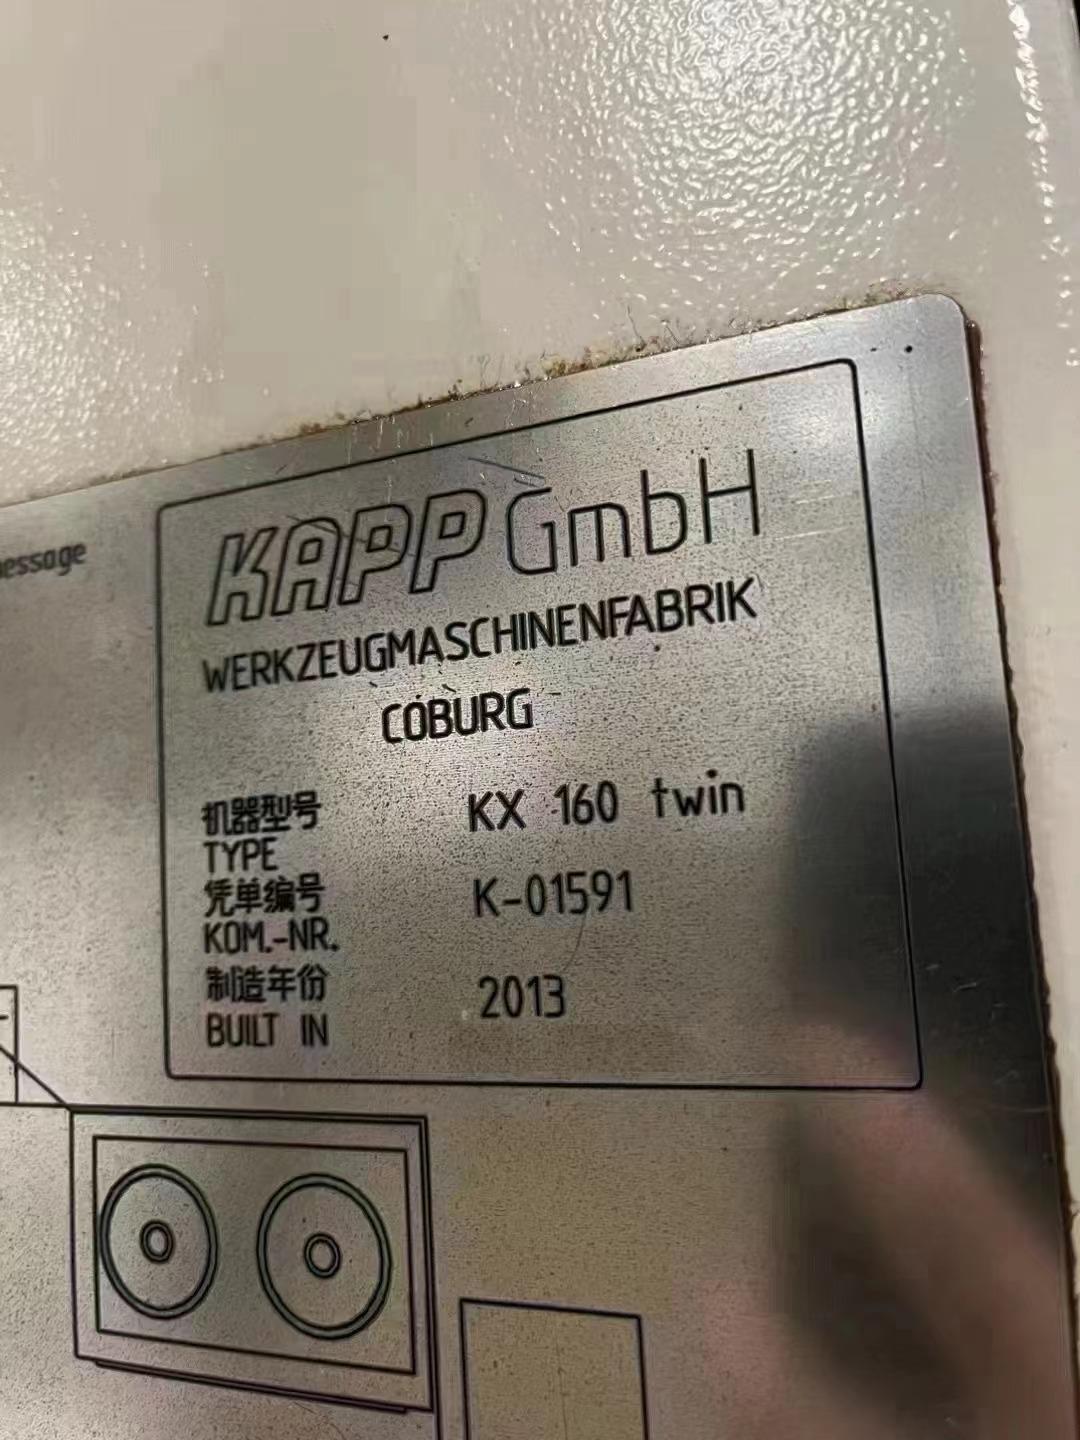 KAPP GmbH
WERKZEUGMASCHINENFABRIK
COBURG
机器型号 KX 160 twin
TYPE
凭单编号 K-01591
KOM.-NR.
制造年份 2013
BUILT IN